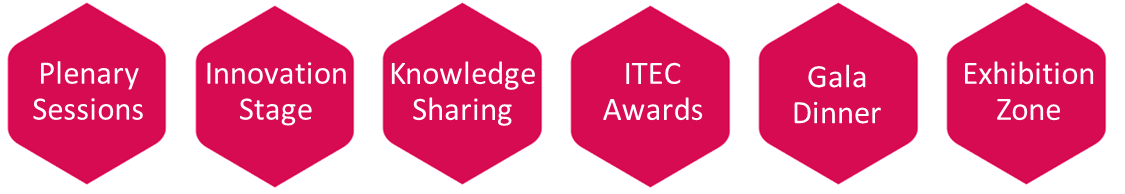 Plenary
Sessions
Innovation
Stage
Knowledge
Sharing
ITEC
Awards
Gala
Dinner
Exhibition
Zone